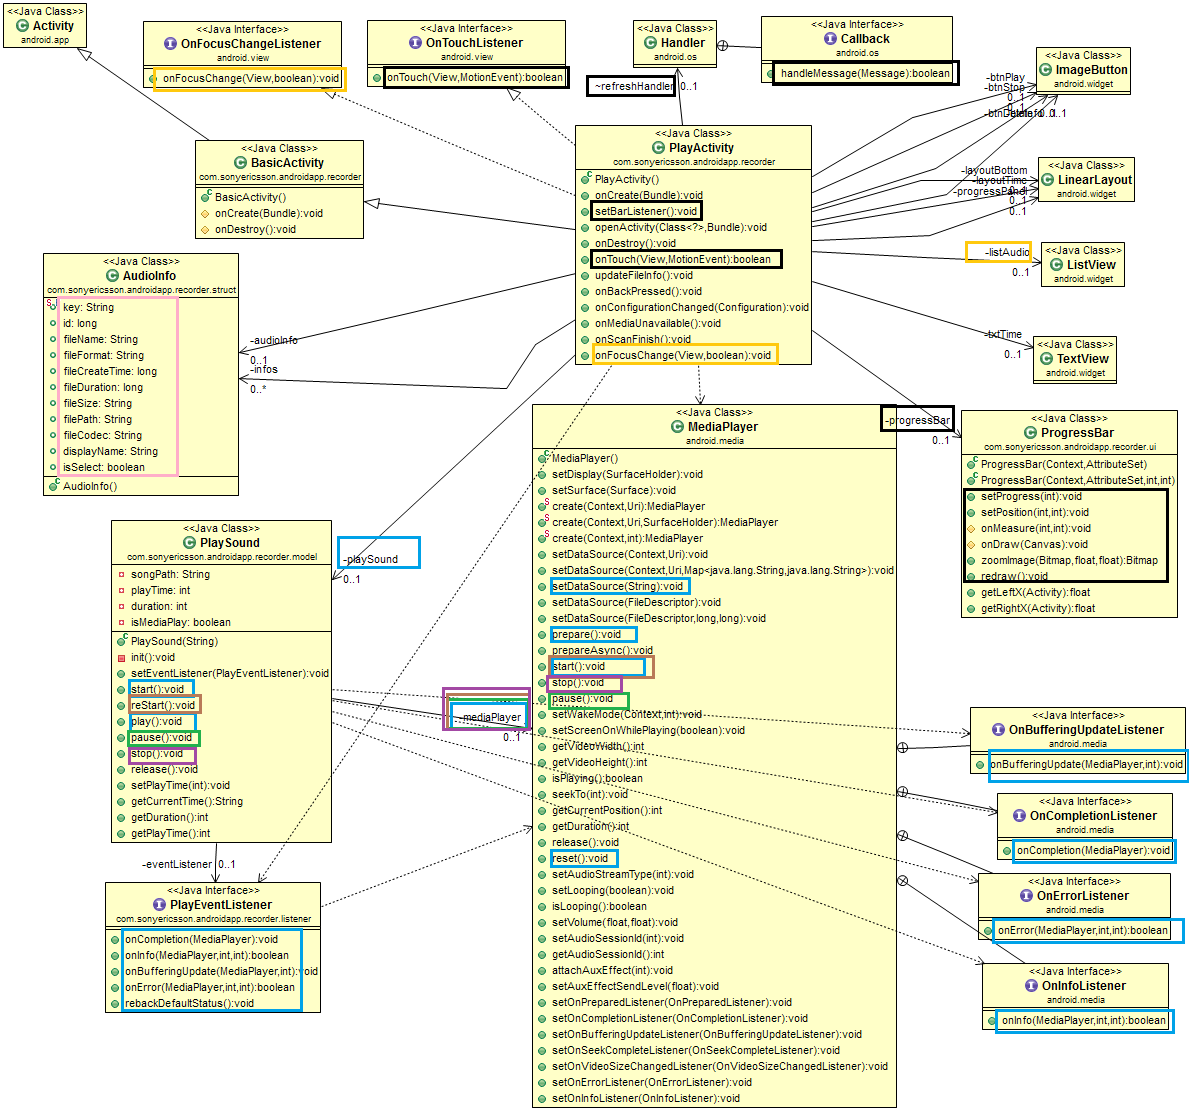 <<Java Class>>
Activity
android.app
<<Java Interface>>
OnFocusChangeListener
android.view
onFocusChange(View,boolean):void
<<Java Interface>>
OnTouchListener
android.view
onTouch(View,MotionEvent):boolean
<<Java Class>>
Handler
android.os
<<Java Interface>>
Callback
android.os
handleMessage(Message):boolean
~refreshHandler
0..1
<<Java Class>>
ImageButton
android.widget
-btnPlay
-btnStop
0..1
0..1
0..1
0..1
<<Java Class>>
BasicActivity
com.sonyericsson.androidapp.recorder
BasicActivity()
onCreate(Bundle):void
onDestroy():void
<<Java Class>>
PlayActivity
com.sonyericsson.androidapp.recorder
PlayActivity()
onCreate(Bundle):void
setBarListener():void
openActivity(Class<?>,Bundle):void
onDestroy():void
onTouch(View,MotionEvent):boolean
updateFileInfo():void
onBackPressed():void
onConfigurationChanged(Configuration):void
onMediaUnavailable():void
onScanFinish():void
onFocusChange(View,boolean):void
<<Java Class>>
LinearLayout
android.widget
-layoutBottom
-layoutTime
-progressPanel
0..1
0..1
0..1
<<Java Class>>
ListView
android.widget
-listAudio
0..1
<<Java Class>>
TextView
android.widget
-txtTime
0..1
<<Java Class>>
AudioInfo
com.sonyericsson.androidapp.recorder.struct
key: String
id: long
fileName: String
fileFormat: String
fileCreateTime: long
fileDuration: long
fileSize: String
filePath: String
fileCodec: String
displayName: String
isSelect: boolean
AudioInfo()
-audioInfo
0..1
-infos
0..*
<<Java Class>>
MediaPlayer
android.media
MediaPlayer()
setDisplay(SurfaceHolder):void
setSurface(Surface):void
create(Context,Uri):MediaPlayer
create(Context,Uri,SurfaceHolder):MediaPlayer
create(Context,int):MediaPlayer
setDataSource(Context,Uri):void
setDataSource(Context,Uri,Map<java.lang.String,java.lang.String>):void
setDataSource(String):void
setDataSource(FileDescriptor):void
setDataSource(FileDescriptor,long,long):void
prepare():void
prepareAsync():void
start():void
stop():void
pause():void
setWakeMode(Context,int):void
setScreenOnWhilePlaying(boolean):void
getVideoWidth():int
getVideoHeight():int
isPlaying():boolean
seekTo(int):void
getCurrentPosition():int
getDuration():int
release():void
reset():void
setAudioStreamType(int):void
setLooping(boolean):void
isLooping():boolean
setVolume(float,float):void
setAudioSessionId(int):void
getAudioSessionId():int
attachAuxEffect(int):void
setAuxEffectSendLevel(float):void
setOnPreparedListener(OnPreparedListener):void
setOnCompletionListener(OnCompletionListener):void
setOnBufferingUpdateListener(OnBufferingUpdateListener):void
setOnSeekCompleteListener(OnSeekCompleteListener):void
setOnVideoSizeChangedListener(OnVideoSizeChangedListener):void
setOnErrorListener(OnErrorListener):void
setOnInfoListener(OnInfoListener):void
-progressBar
0..1
<<Java Class>>
ProgressBar
com.sonyericsson.androidapp.recorder.ui
ProgressBar(Context,AttributeSet)
ProgressBar(Context,AttributeSet,int,int)
setProgress(int):void
setPosition(int,int):void
onMeasure(int,int):void
onDraw(Canvas):void
zoomImage(Bitmap,float,float):Bitmap
redraw():void
getLeftX(Activity):float
getRightX(Activity):float
<<Java Class>>
PlaySound
com.sonyericsson.androidapp.recorder.model
songPath: String
playTime: int
duration: int
isMediaPlay: boolean
PlaySound(String)
init():void
setEventListener(PlayEventListener):void
start():void
reStart():void
play():void
pause():void
stop():void
release():void
setPlayTime(int):void
getCurrentTime():String
getDuration():int
getPlayTime():int
-playSound
0..1
-mediaPlayer
0..1
-eventListener
0..1
<<Java Interface>>
PlayEventListener
com.sonyericsson.androidapp.recorder.listener
onCompletion(MediaPlayer):void
onInfo(MediaPlayer,int,int):boolean
onBufferingUpdate(MediaPlayer,int):void
onError(MediaPlayer,int,int):boolean
rebackDefaultStatus():void
<<Java Interface>>
OnBufferingUpdateListener
android.media
onBufferingUpdate(MediaPlayer,int):void
<<Java Interface>>
OnCompletionListener
android.media
onCompletion(MediaPlayer):void
<<Java Interface>>
OnErrorListener
android.media
onError(MediaPlayer,int,int):boolean
<<Java Interface>>
OnInfoListener
android.media
onInfo(MediaPlayer,int,int):boolean